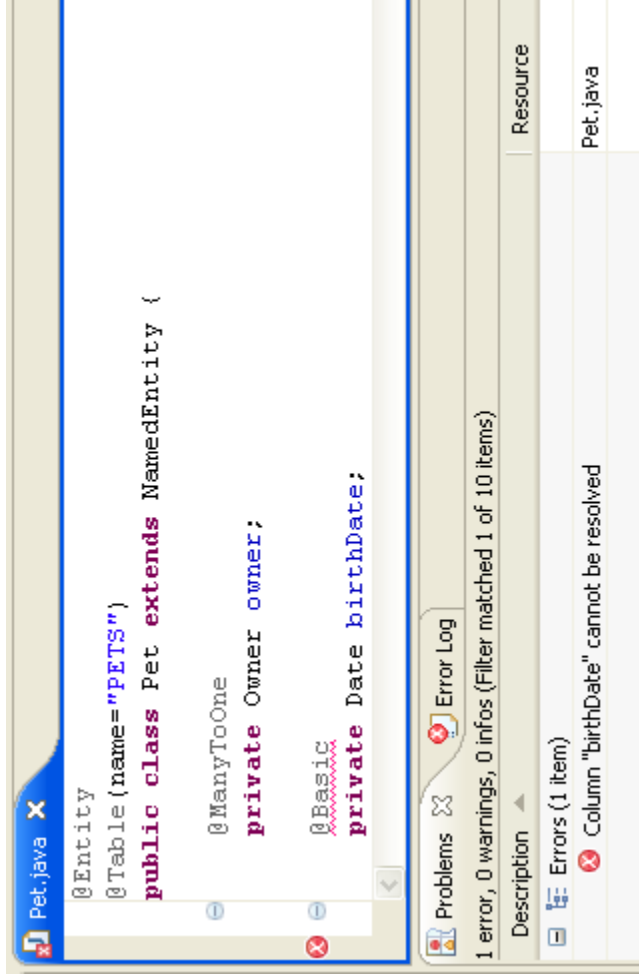 Pet.java
@Entity
@Table(name="PETS")
public class Pet extends NamedEntity {
@ManyToOne
private Owner owner;
@Basic
private Date birthDate;
Problems Error Log
1 error, 0 warnings, 0 infos (Filter matched 1 of 10 items)
Description Resource
Errors (1 item)
Column "birthDate" cannot be resolved Pet.java